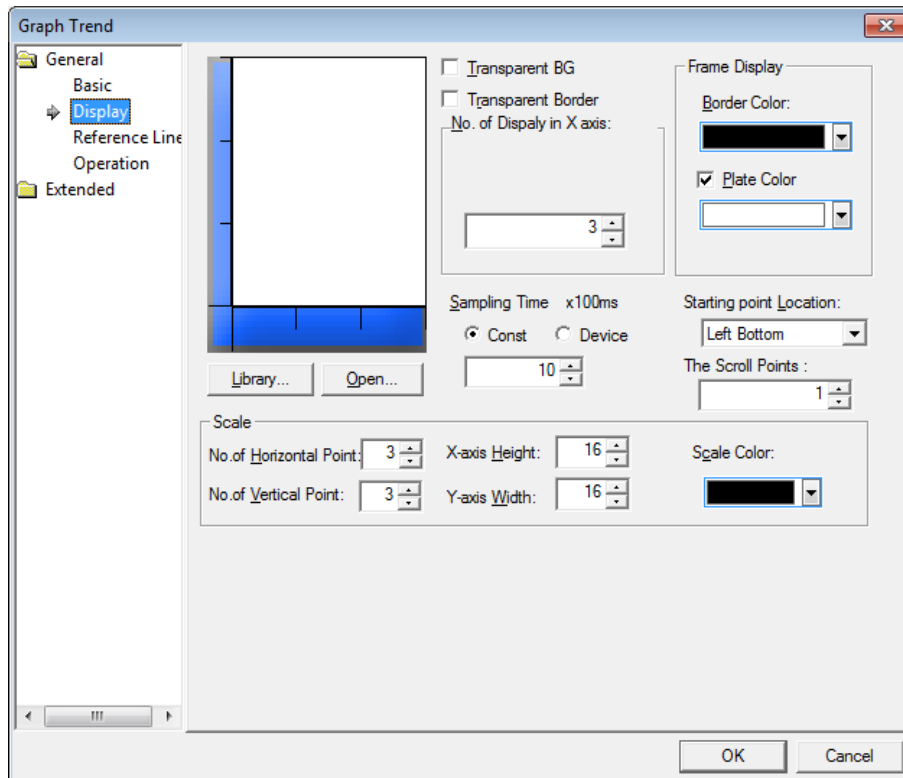 Graph Trend
General
Basic
Display
Reference Line
Operation
Extended
Transparent BG
Transparent Border
No. of Dispaly in X axis:
3
Frame Display
Border Color:
Plate Color
Sampling Time x100ms
Const Device
10
Starting point Location:
Left Bottom
The Scroll Points :
1
Library... Open...
Scale
No.of Horizontal Point: 3 X-axis Height: 16 Scale Color:
No.of Vertical Point: 3 Y-axis Width: 16
OK Cancel